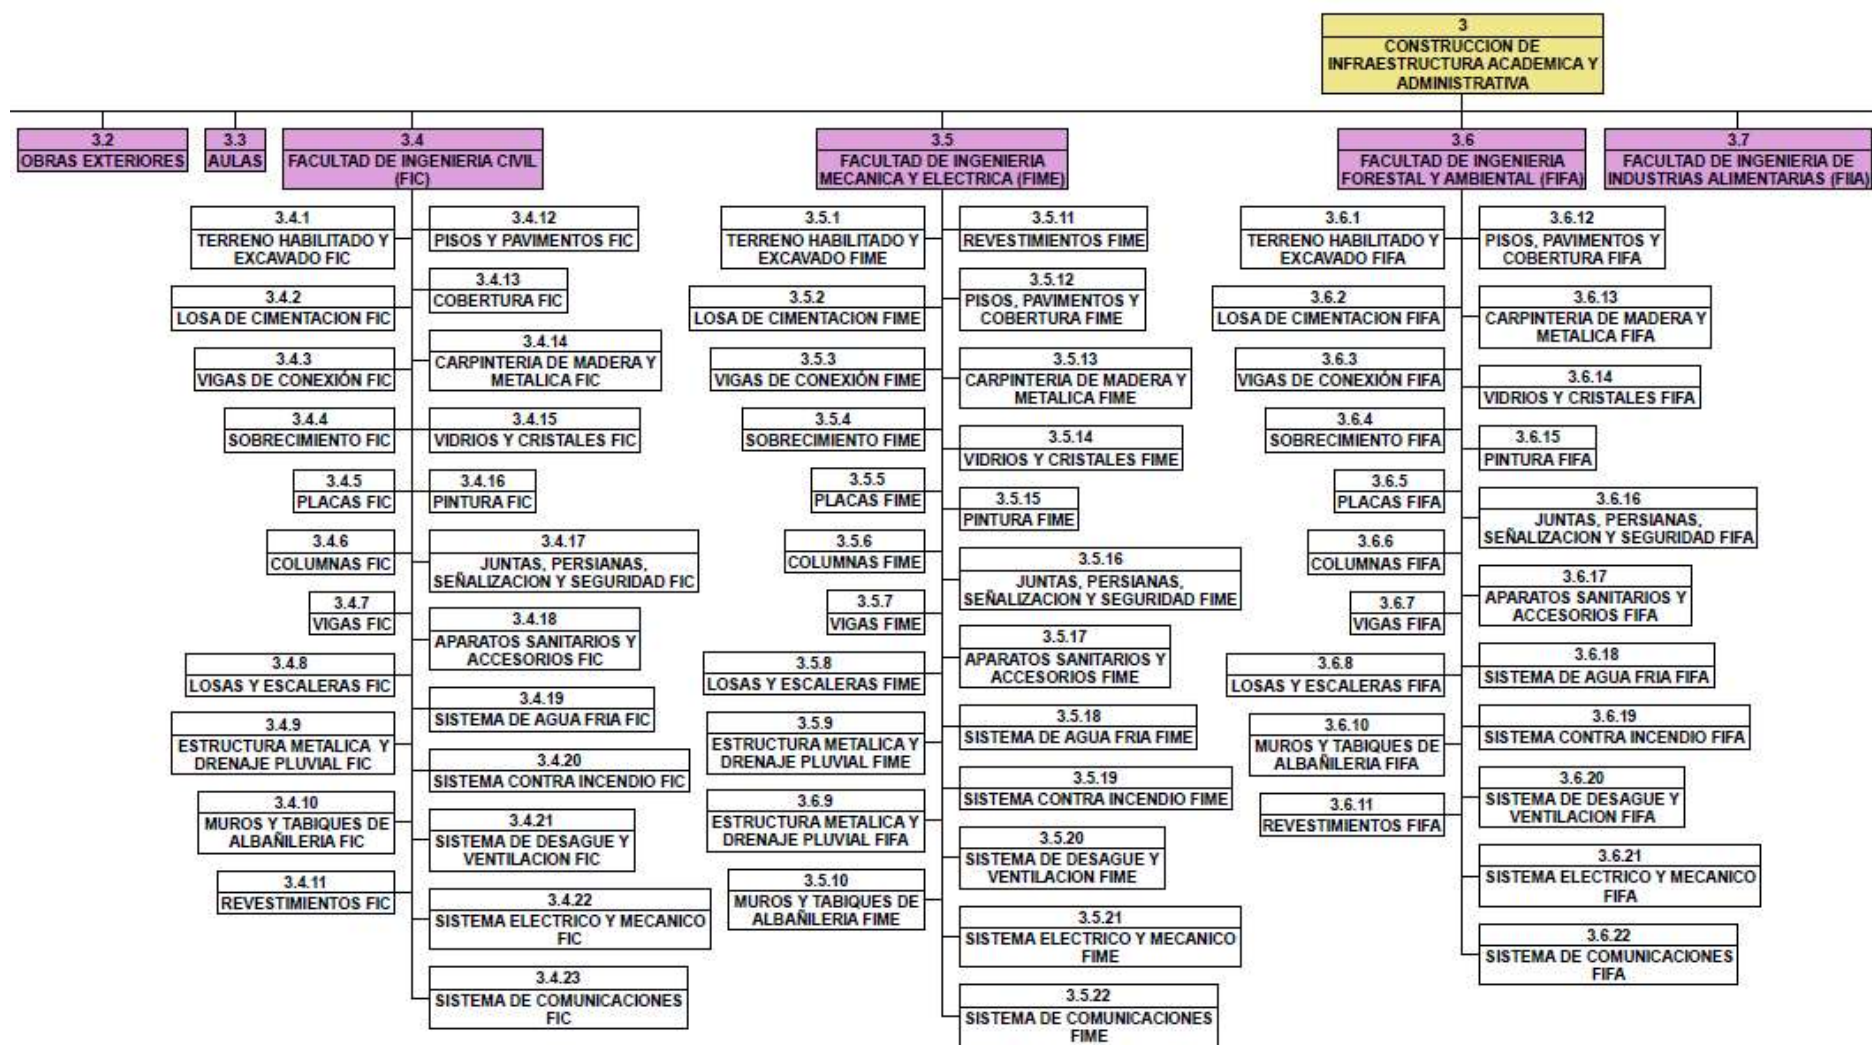 3
CONSTRUCCION DE
INFRAESTRUCTURA ACADEMICA Y
ADMINISTRATIVA
3.2
OBRAS EXTERIORES
3.3
AULAS
3.4
FACULTAD DE INGENIERIA CIVIL
(FIC)
3.5
FACULTAD DE INGENIERIA
MECANICA Y ELECTRICA (FIME)
3.6
FACULTAD DE INGENIERIA
FORESTAL Y AMBIENTAL (FIFA)
3.7
FACULTAD DE INGENIERIA DE
INDUSTRIAS ALIMENTARIAS (FIIA)
3.4.1
TERRENO HABILITADO Y
EXCAVADO FIC
3.4.2
LOSA DE CIMENTACION FIC
3.4.3
VIGAS DE CONEXIÓN FIC
3.4.4
SOBRECIMIENTO FIC
3.4.5
PLACAS FIC
3.4.6
COLUMNAS FIC
3.4.7
VIGAS FIC
3.4.8
LOSAS Y ESCALERAS FIC
3.4.9
ESTRUCTURA METALICA Y
DRENAJE PLUVIAL FIC
3.4.10
MUROS Y TABIQUES DE
ALBAÑILERIA FIC
3.4.11
REVESTIMIENTOS FIC
3.4.12
PISOS Y PAVIMENTOS FIC
3.4.13
COBERTURA FIC
3.4.14
CARPINTERIA DE MADERA Y
METALICA FIC
3.4.15
VIDRIOS Y CRISTALES FIC
3.4.16
PINTURA FIC
3.4.17
JUNTAS, PERSIANAS,
SEÑALIZACION Y SEGURIDAD FIC
3.4.18
APARATOS SANITARIOS Y
ACCESORIOS FIC
3.4.19
SISTEMA DE AGUA FRIA FIC
3.4.20
SISTEMA CONTRA INCENDIO FIC
3.4.21
SISTEMA DE DESAGUE Y
VENTILACION FIC
3.4.22
SISTEMA ELECTRICO Y MECANICO
FIC
3.4.23
SISTEMA DE COMUNICACIONES
FIC
3.5.1
TERRENO HABILITADO Y
EXCAVADO FIME
3.5.2
LOSA DE CIMENTACION FIME
3.5.3
VIGAS DE CONEXIÓN FIME
3.5.4
SOBRECIMIENTO FIME
3.5.5
PLACAS FIME
3.5.6
COLUMNAS FIME
3.5.7
VIGAS FIME
3.5.8
LOSAS Y ESCALERAS FIME
3.5.9
ESTRUCTURA METALICA Y
DRENAJE PLUVIAL FIME
3.6.9
ESTRUCTURA METALICA Y
DRENAJE PLUVIAL FIFA
3.5.10
MUROS Y TABIQUES DE
ALBAÑILERIA FIME
3.5.11
REVESTIMIENTOS FIME
3.5.12
PISOS, PAVIMENTOS Y
COBERTURA FIME
3.5.13
CARPINTERIA DE MADERA Y
METALICA FIME
3.5.14
VIDRIOS Y CRISTALES FIME
3.5.15
PINTURA FIME
3.5.16
JUNTAS, PERSIANAS,
SEÑALIZACION Y SEGURIDAD FIME
3.5.17
APARATOS SANITARIOS Y
ACCESORIOS FIME
3.5.18
SISTEMA DE AGUA FRIA FIME
3.5.19
SISTEMA CONTRA INCENDIO FIME
3.5.20
SISTEMA DE DESAGUE Y
VENTILACION FIME
3.5.21
SISTEMA ELECTRICO Y MECANICO
FIME
3.5.22
SISTEMA DE COMUNICACIONES
FIME
3.6.1
TERRENO HABILITADO Y
EXCAVADO FIFA
3.6.2
LOSA DE CIMENTACION FIFA
3.6.3
VIGAS DE CONEXIÓN FIFA
3.6.4
SOBRECIMIENTO FIFA
3.6.5
PLACAS FIFA
3.6.6
COLUMNAS FIFA
3.6.7
VIGAS FIFA
3.6.8
LOSAS Y ESCALERAS FIFA
3.6.10
MUROS Y TABIQUES DE
ALBAÑILERIA FIFA
3.6.11
REVESTIMIENTOS FIFA
3.6.12
PISOS, PAVIMENTOS Y
COBERTURA FIFA
3.6.13
CARPINTERIA DE MADERA Y
METALICA FIFA
3.6.14
VIDRIOS Y CRISTALES FIFA
3.6.15
PINTURA FIFA
3.6.16
JUNTAS, PERSIANAS,
SEÑALIZACION Y SEGURIDAD FIFA
3.6.17
APARATOS SANITARIOS Y
ACCESORIOS FIFA
3.6.18
SISTEMA DE AGUA FRIA FIFA
3.6.19
SISTEMA CONTRA INCENDIO FIFA
3.6.20
SISTEMA DE DESAGUE Y
VENTILACION FIFA
3.6.21
SISTEMA ELECTRICO Y MECANICO
FIFA
3.6.22
SISTEMA DE COMUNICACIONES
FIFA